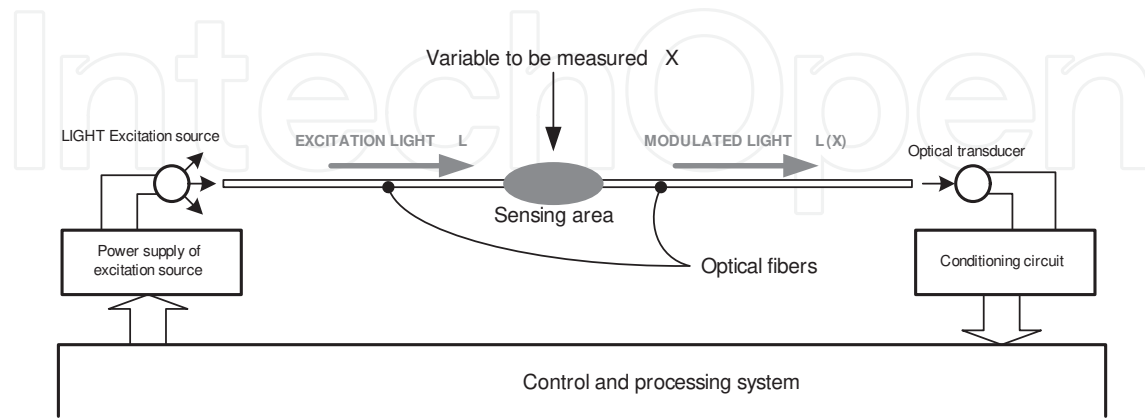 IntechOpen
Variable to be measured X
LIGHT Excitation source
EXCITATION LIGHT L
MODULATED LIGHT L(X)
Optical transducer
Sensing area
Power supply of
excitation source
Optical fibers
Conditioning circuit
Control and processing system